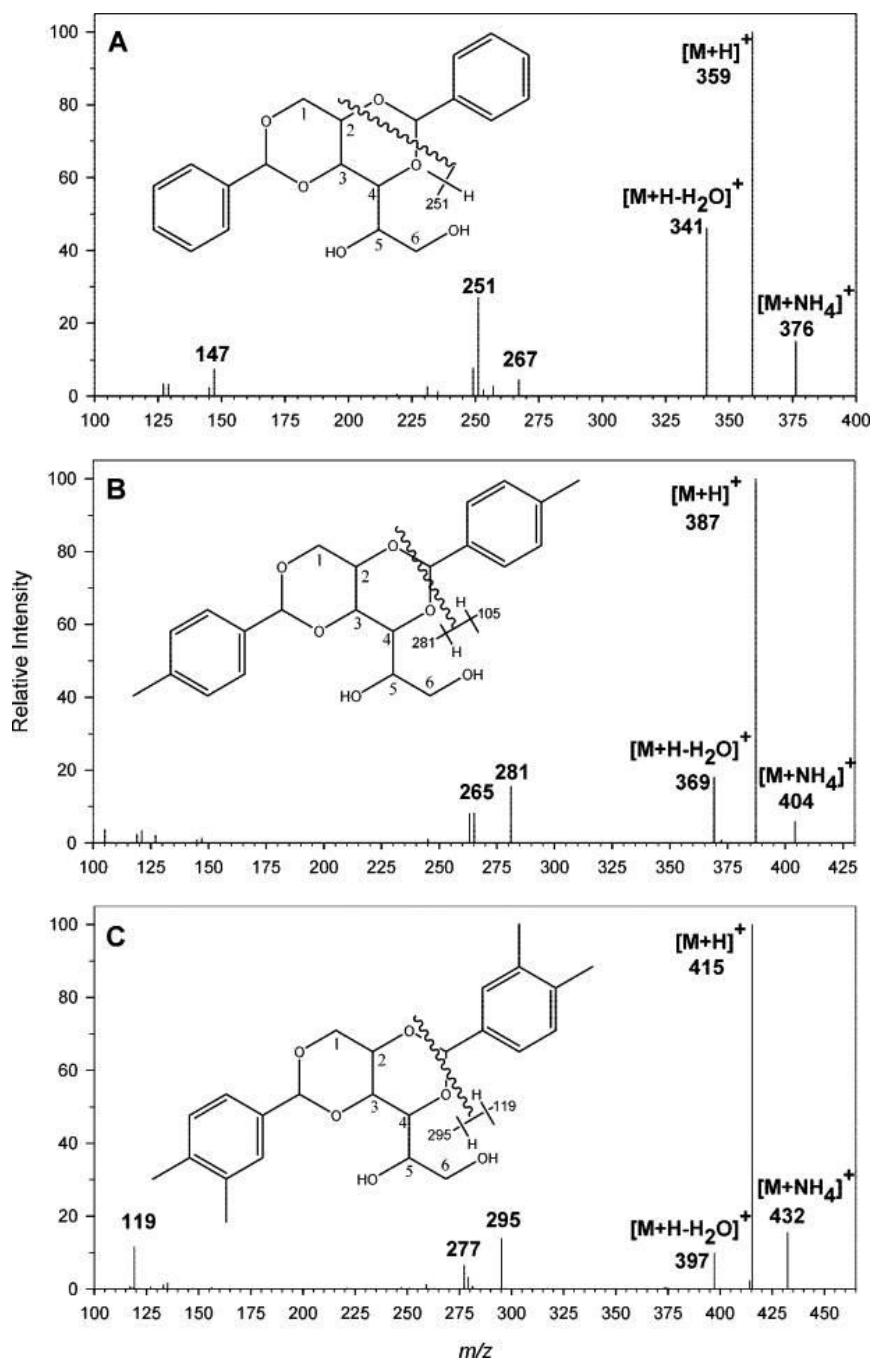 Relative Intensity
A
100
80
60
40
20
0
[M+H]+
359
[M+H-H2O]+
341
[M+NH4]+
376
251
267
147
O
O
O
O
H
251
1
2
3
4
5
6
HO
OH
100 125 150 175 200 225 250 275 300 325 350 375 400
B
100
80
60
40
20
0
[M+H]+
387
[M+H-H2O]+
369
[M+NH4]+
404
281
265
O
O
O
O
H
105
281
H
1
2
3
4
5
6
HO
OH
100 125 150 175 200 225 250 275 300 325 350 375 400 425
C
100
80
60
40
20
0
[M+H]+
415
[M+H-H2O]+
397
[M+NH4]+
432
295
277
119
O
O
O
O
H
119
295
H
1
2
3
4
5
6
HO
OH
100 125 150 175 200 225 250 275 300 325 350 375 400 425 450
m/z